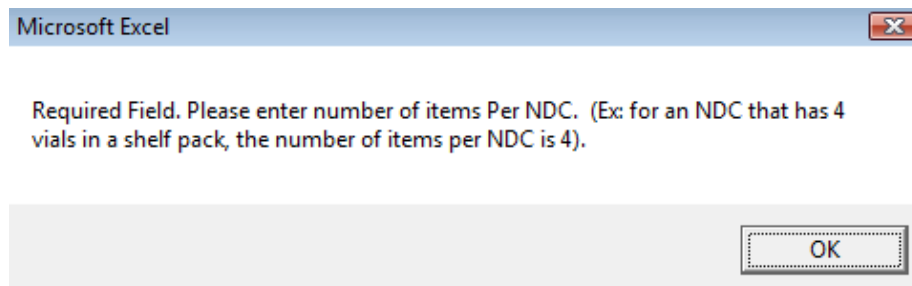 Microsoft Excel
Required Field. Please enter number of items Per NDC.  (Ex: for an NDC that has 4
vials in a shelf pack, the number of items per NDC is 4).
OK